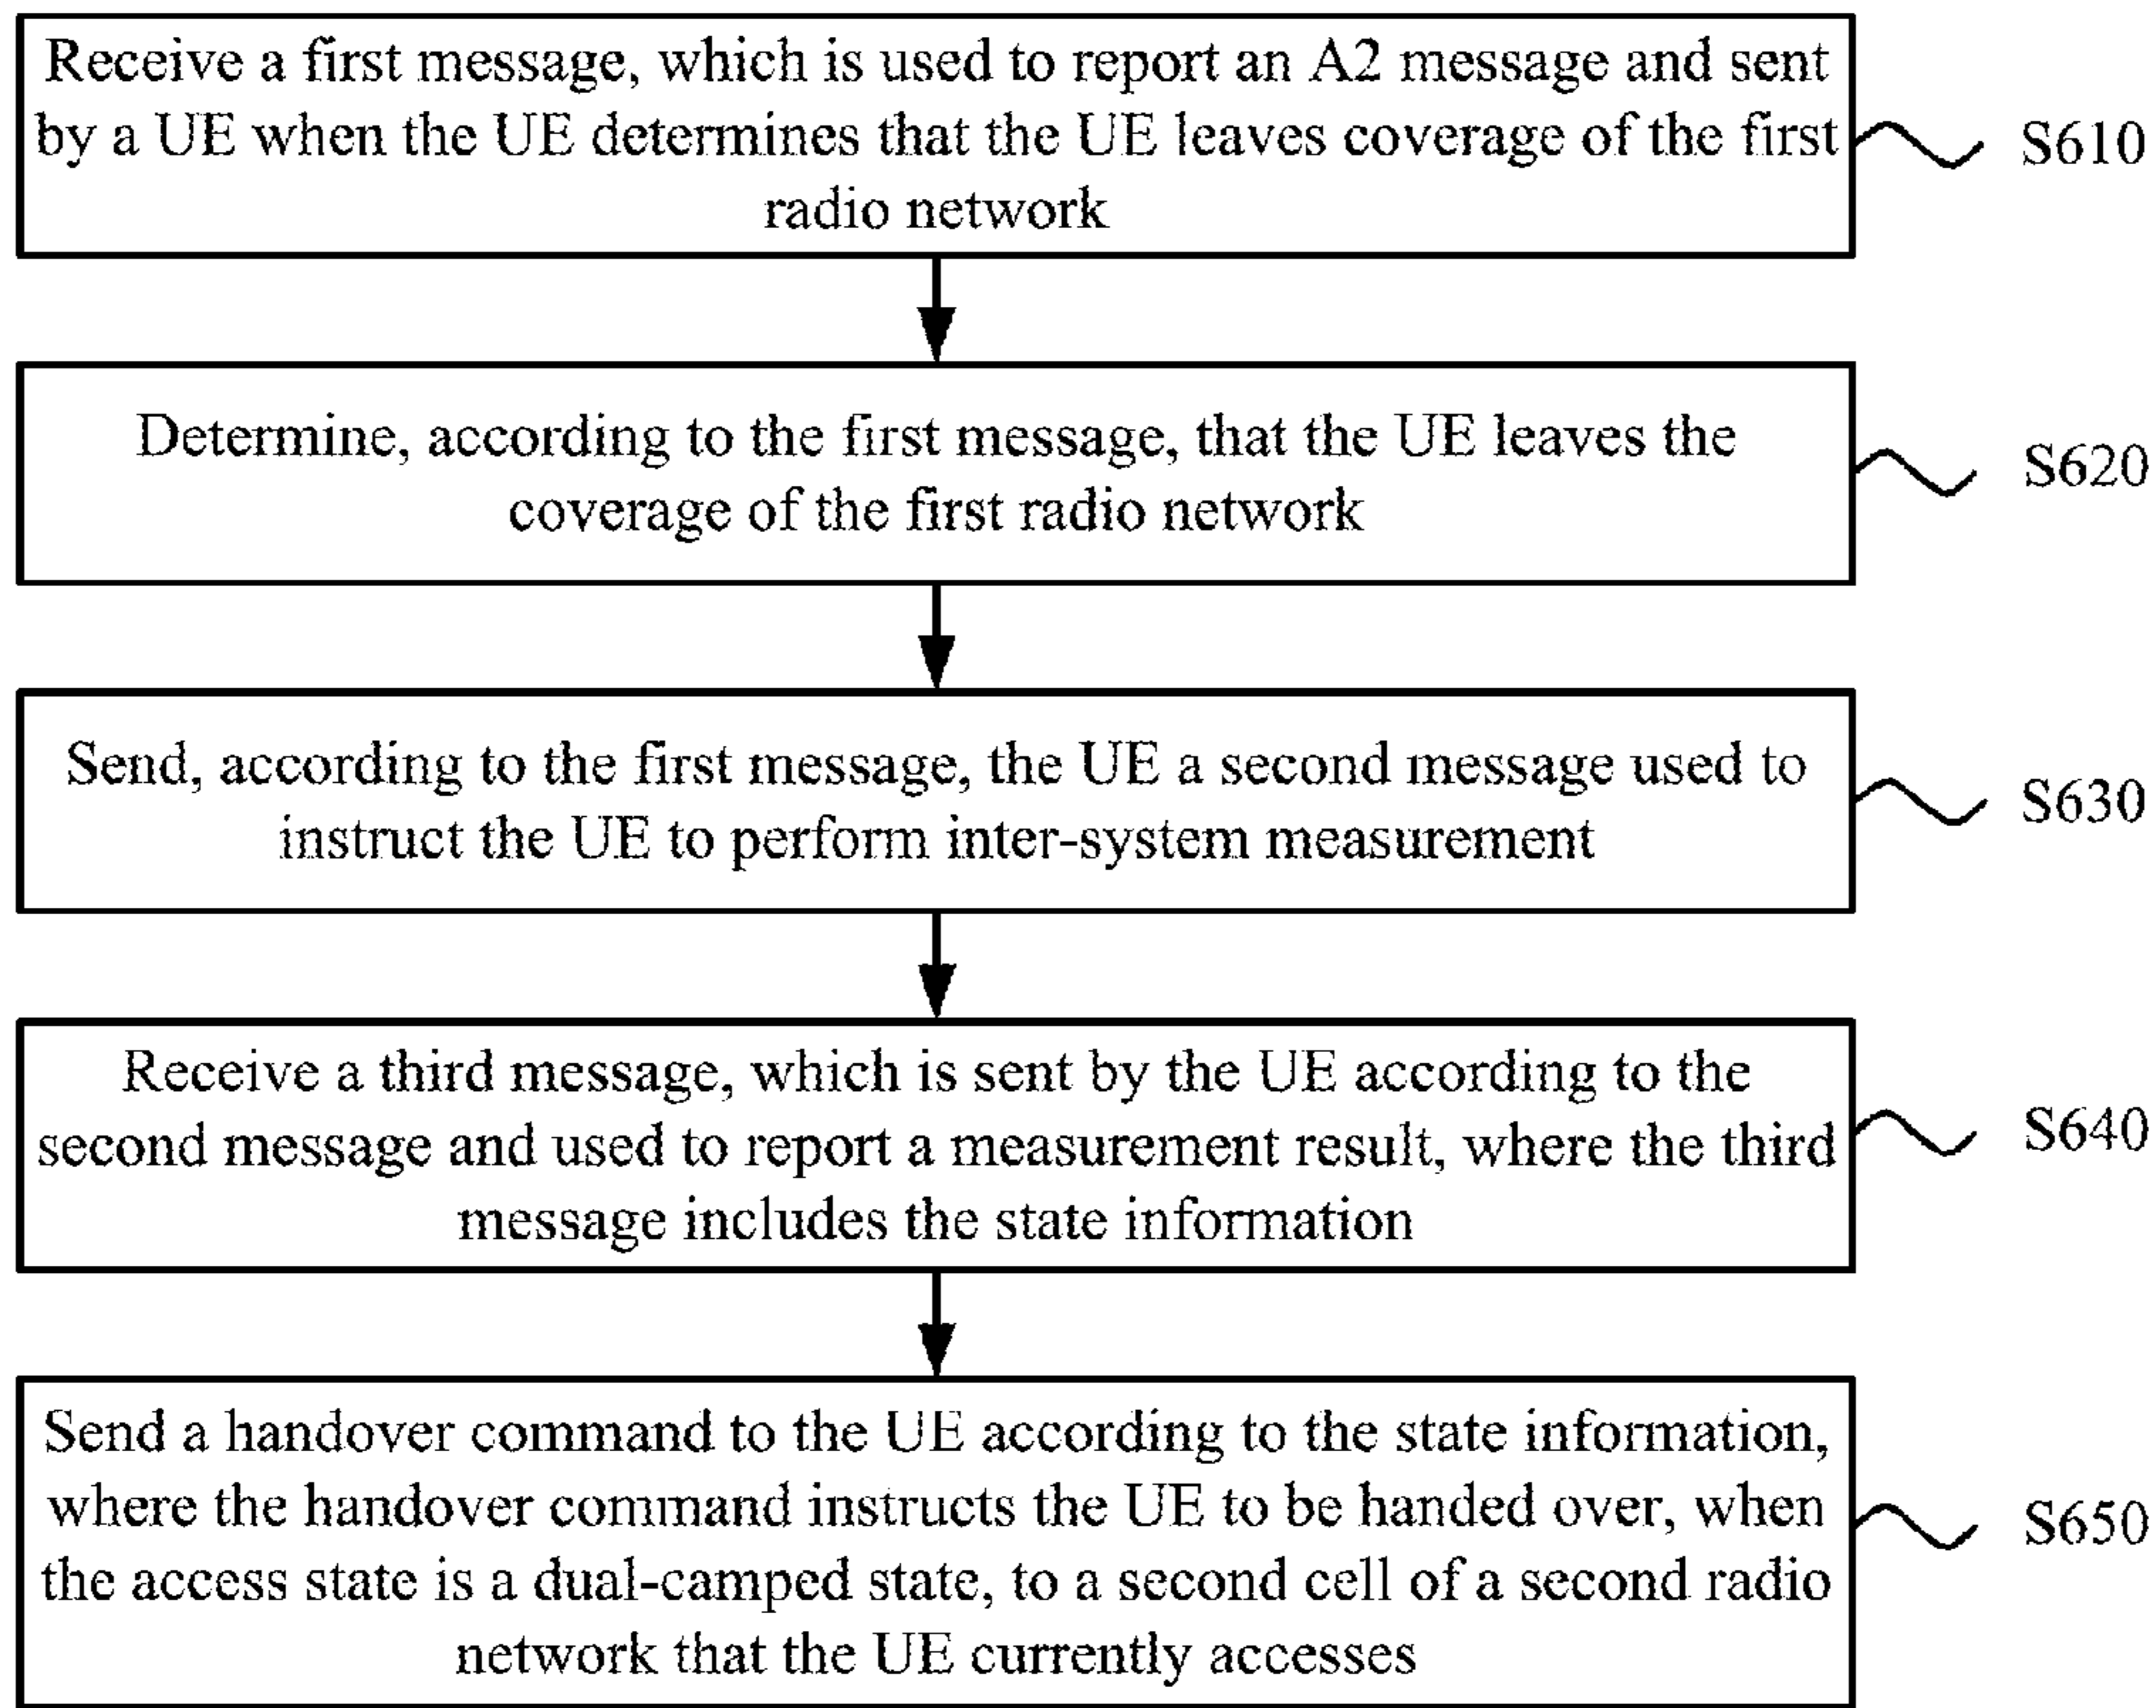 Receive a first message, which is used to report an A2 message and sent
by a UE when the UE determines that the UE leaves coverage of the first
radio network
S610
Determine, according to the first message, that the UE leaves the
coverage of the first radio network
S620
Send, according to the first message, the UE a second message used to
instruct the UE to perform inter-system measurement
S630
Receive a third message, which is sent by the UE according to the
second message and used to report a measurement result, where the third
message includes the state information
S640
Send a handover command to the UE according to the state information,
where the handover command instructs the UE to be handed over, when
the access state is a dual-camped state, to a second cell of a second radio
network that the UE currently accesses
S650